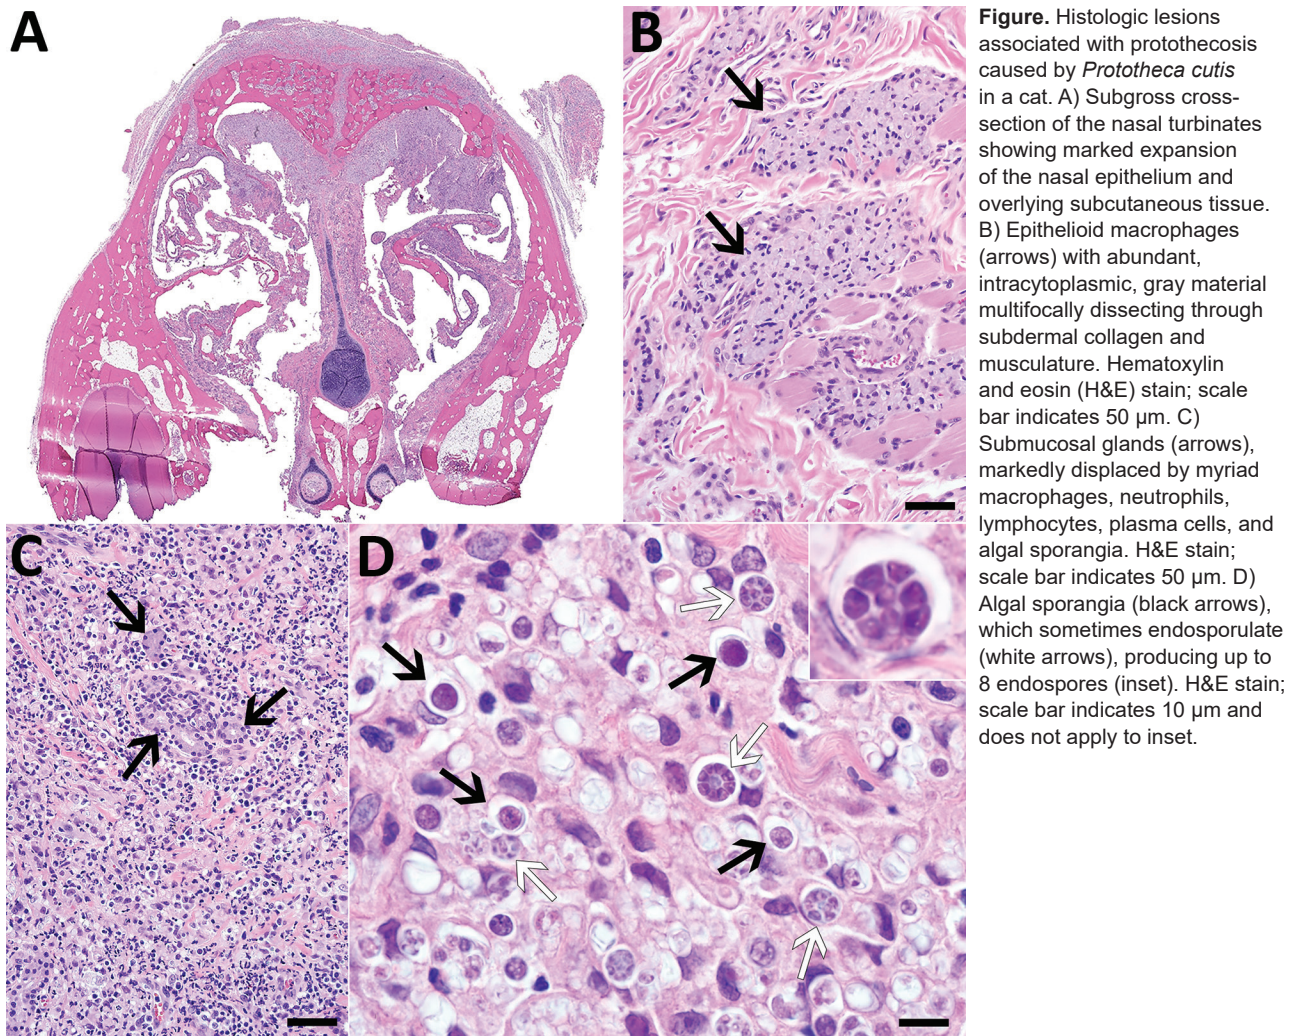 A
B
C
D
Figure. Histologic lesions
associated with protothecosis
caused by Prototheca cutis
in a cat. A) Subgross cross-
section of the nasal turbinates
showing marked expansion
of the nasal epithelium and
overlying subcutaneous tissue.
B) Epithelioid macrophages
(arrows) with abundant,
intracytoplasmic, gray material
multifocally dissecting through
subdermal collagen and
musculature. Hematoxylin
and eosin (H&E) stain; scale
bar indicates 50 µm. C)
Submucosal glands (arrows),
markedly displaced by myriad
macrophages, neutrophils,
lymphocytes, plasma cells, and
algal sporangia. H&E stain;
scale bar indicates 50 µm. D)
Algal sporangia (black arrows),
which sometimes endosporulate
(white arrows), producing up to
8 endospores (inset). H&E stain;
scale bar indicates 10 µm and
does not apply to inset.